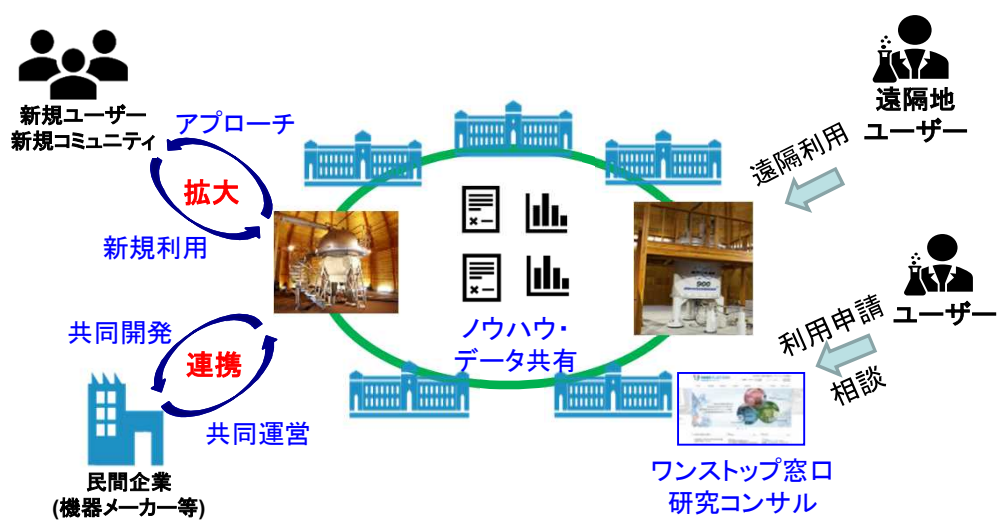 新規ユーザー
新規コミュニティ
アプローチ
拡大
新規利用
共同開発
連携
共同運営
民間企業
(機器メーカー等)
ノウハウ・
データ共有
900
遠隔地
ユーザー
遠隔利用
ユーザー
利用申請
相談
ワンストップ窓口
研究コンサル